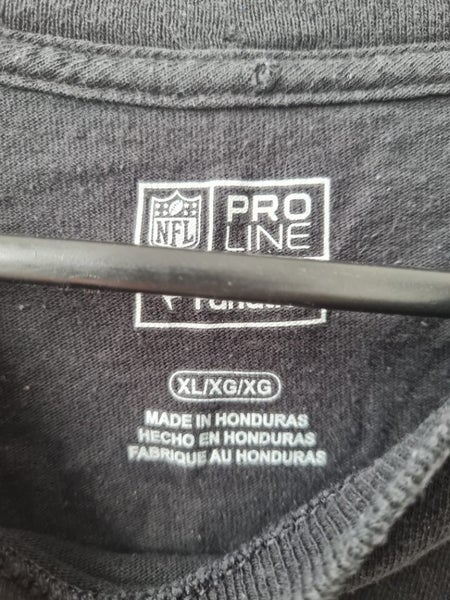 NFL
PRO
LINE
XL/XG/XG
MADE IN HONDURAS
HECHO EN HONDURAS
FABRIQUE AU HONDURAS